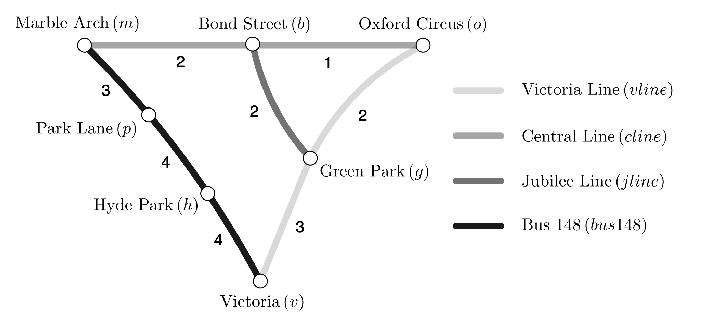 Marble Arch (m) Bond Street (b) Oxford Circus (o)
2 1
3
2 2
Park Lane (p)
4
Green Park (g)
Hyde Park (h)
4 3
Victoria (v)
Victoria Line (vline)
Central Line (cline)
Jubilee Line (jline)
Bus 148 (bus148)